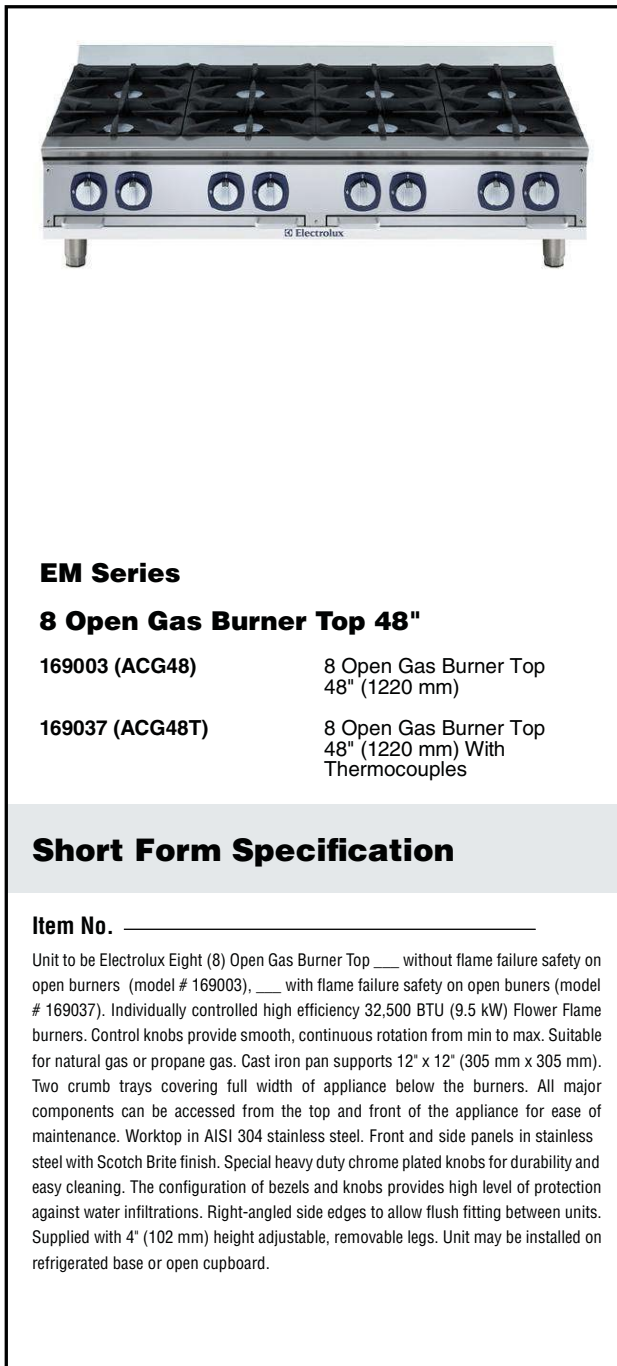 Electrolux
EM Series
8 Open Gas Burner Top 48"
169003 (ACG48) 8 Open Gas Burner Top
48" (1220 mm)
169037 (ACG48T) 8 Open Gas Burner Top
48" (1220 mm) With
Thermocouples
Short Form Specification
Item No. ___
Unit to be Electrolux Eight (8) Open Gas Burner Top ___ without flame failure safety on
open burners (model # 169003), ___ with flame failure safety on open buners (model
# 169037). Individually controlled high efficiency 32,500 BTU (9.5 kW) Flower Flame
burners. Control knobs provide smooth, continuous rotation from min to max. Suitable
for natural gas or propane gas. Cast iron pan supports 12" x 12" (305 mm x 305 mm).
Two crumb trays covering full width of appliance below the burners. All major
components can be accessed from the top and front of the appliance for ease of
maintenance. Worktop in AISI 304 stainless steel. Front and side panels in stainless
steel with Scotch Brite finish. Special heavy duty chrome plated knobs for durability and
easy cleaning. The configuration of bezels and knobs provides high level of protection
against water infiltrations. Right-angled side edges to allow flush fitting between units.
Supplied with 4" (102 mm) height adjustable, removable legs. Unit may be installed on
refrigerated base or open cupboard.